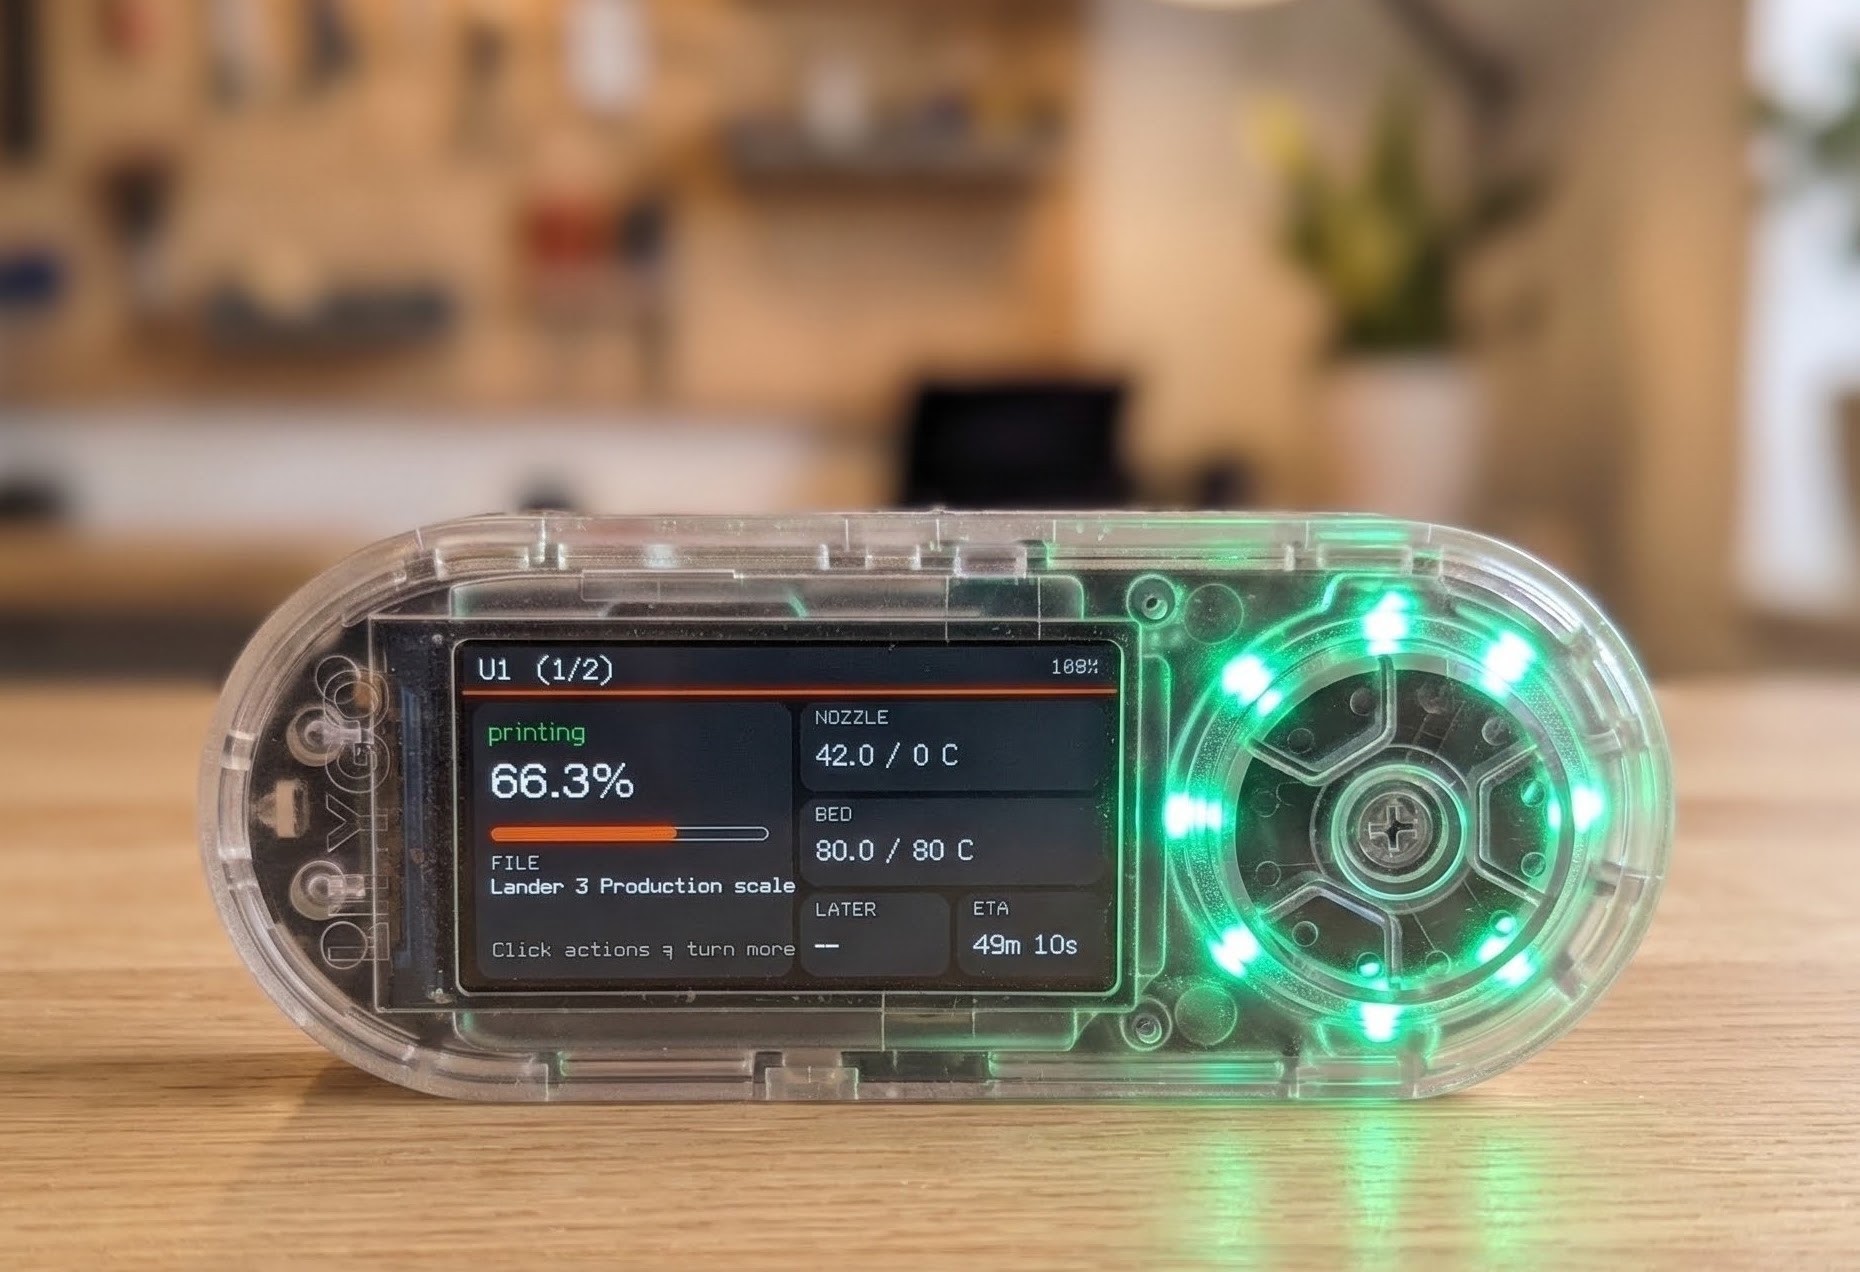 U1 (1/2)
108%
printing
66.3%
FILE
Lander 3 Production scale
Click actions turn more
NOZZLE
42.0 / 0 C
BED
80.0 / 80 C
LATER
--
ETA
49m 10s